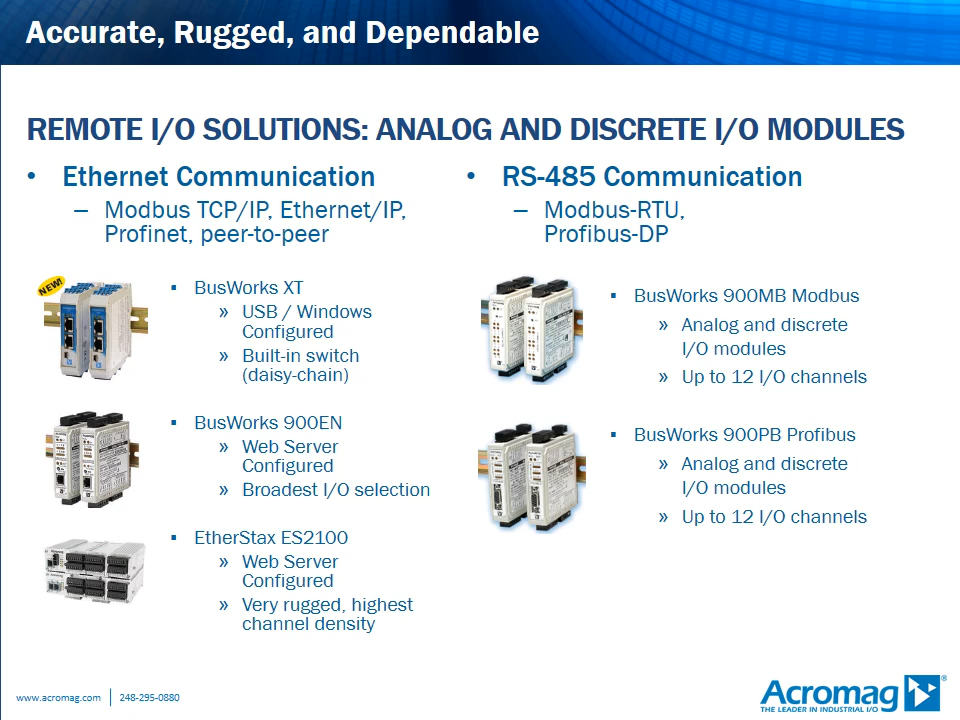 Accurate, Rugged, and Dependable
REMOTE I/O SOLUTIONS: ANALOG AND DISCRETE I/O MODULES
• Ethernet Communication
– Modbus TCP/IP, Ethernet/IP,
Profinet, peer-to-peer
NEW!
▪ BusWorks XT
» USB / Windows
Configured
» Built-in switch
(daisy-chain)
▪ BusWorks 900EN
» Web Server
Configured
» Broadest I/O selection
▪ EtherStax ES2100
» Web Server
Configured
» Very rugged, highest
channel density
• RS-485 Communication
– Modbus-RTU,
Profibus-DP
▪ BusWorks 900MB Modbus
» Analog and discrete
I/O modules
» Up to 12 I/O channels
▪ BusWorks 900PB Profibus
» Analog and discrete
I/O modules
» Up to 12 I/O channels
www.acromag.com
248-295-0880
Acromag®
THE LEADER IN INDUSTRIAL I/O